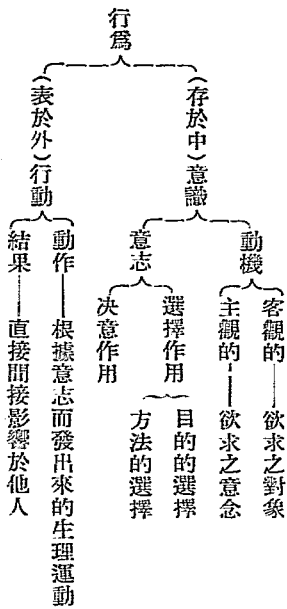 行爲
（存於中）意識
動機
客觀的——欲求之對象
主觀的——欲求之意念
意志
選擇作用
目的的選擇
方法的選擇
決意作用
（表於外）行動
動作——根據意志而發出來的生理運動
結果——直接間接影響於他人